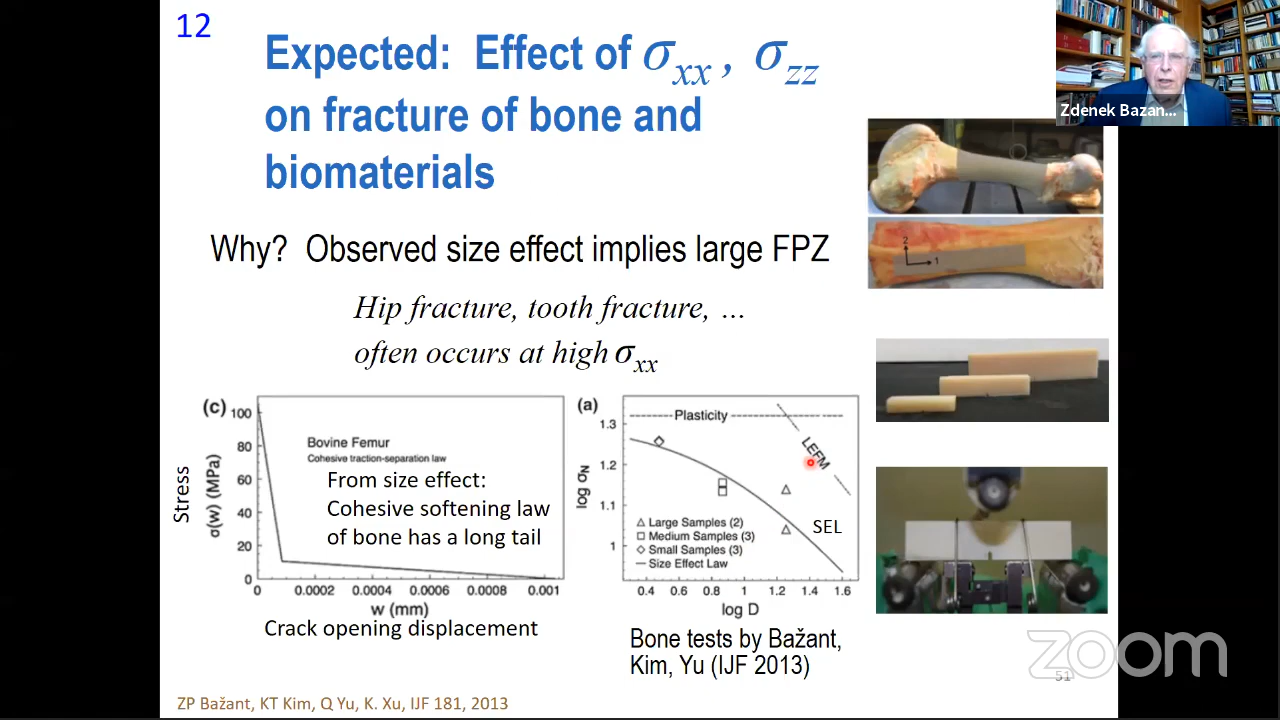 12
Expected: Effect of σxx , σzz
on fracture of bone and
biomaterials
Zdenek Bazan...
Why? Observed size effect implies large FPZ
Hip fracture, tooth fracture, ...
often occurs at high σxx
2
1
(c)
100
80
60
40
20
0
Stress
σ(w) (MPa)
Bovine Femur
Cohesive traction-separation law
From size effect:
Cohesive softening law
of bone has a long tail
0 0.0002 0.0004 0.0006 0.0008 0.001
w (mm)
Crack opening displacement
(a)
1.3
1.2
1.1
1
log σN
Plasticity
LEFM
SEL
Large Samples (2)
Medium Samples (3)
Small Samples (3)
Size Effect Law
0.4 0.6 0.8 1 1.2 1.4 1.6
log D
Bone tests by Bažant,
Kim, Yu (IJF 2013)
zoom
51
ZP Bažant, KT Kim, Q Yu, K. Xu, IJF 181, 2013